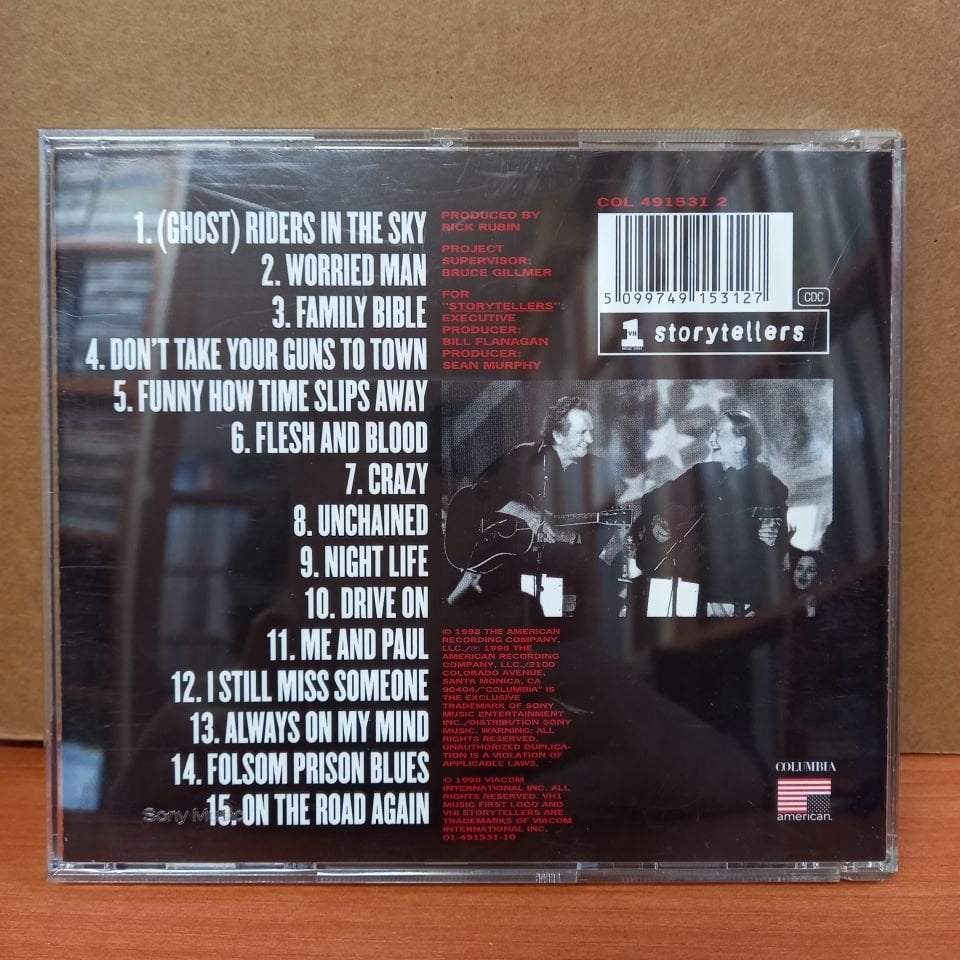 1. (GHOST) RIDERS IN THE SKY
2. WORRIED MAN
3. FAMILY BIBLE
4. DON'T TAKE YOUR GUNS TO TOWN
5. FUNNY HOW TIME SLIPS AWAY
6. FLESH AND BLOOD
7. CRAZY
8. UNCHAINED
9. NIGHT LIFE
10. DRIVE ON
11. ME AND PAUL
12. I STILL MISS SOMEONE
13. ALWAYS ON MY MIND
14. FOLSOM PRISON BLUES
15. ON THE ROAD AGAIN
Sony
PRODUCED BY
RICK RUBIN
PROJECT
SUPERVISOR:
BRUCE GILLMER
FOR
"STORYTELLERS":
EXECUTIVE
PRODUCER:
BILL FLANAGAN
PRODUCER:
SEAN MURPHY
COL 491531 2
5 099749 153127
CDC
VH
1
storytellers
© 1998 THE AMERICAN
RECORDING COMPANY,
LLC./℗ 1998 THE
AMERICAN RECORDING
COMPANY, LLC./2100
COLORADO AVENUE,
SANTA MONICA, CA
90404/"COLUMBIA" IS
THE EXCLUSIVE
TRADEMARK OF SONY
MUSIC ENTERTAINMENT
INC./DISTRIBUTION SONY
MUSIC. WARNING: ALL
RIGHTS RESERVED.
UNAUTHORIZED DUPLICA-
TION IS A VIOLATION OF
APPLICABLE LAWS.
© 1998 VIACOM
INTERNATIONAL INC. ALL
RIGHTS RESERVED. VH1
MUSIC FIRST LOGO AND
VHI STORYTELLERS ARE
TRADEMARKS OF VIACOM
INTERNATIONAL INC.
01-491531-10
COLUMBIA
american.